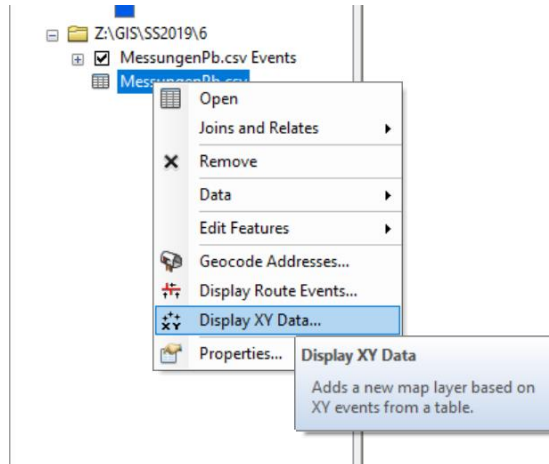 Z:\GIS\SS2019\6
MessungenPb.csv Events
MessungenPb.csv
Open
Joins and Relates
Remove
Data
Edit Features
Geocode Addresses...
Display Route Events...
Display XY Data...
Properties...
Display XY Data
Adds a new map layer based on
XY events from a table.